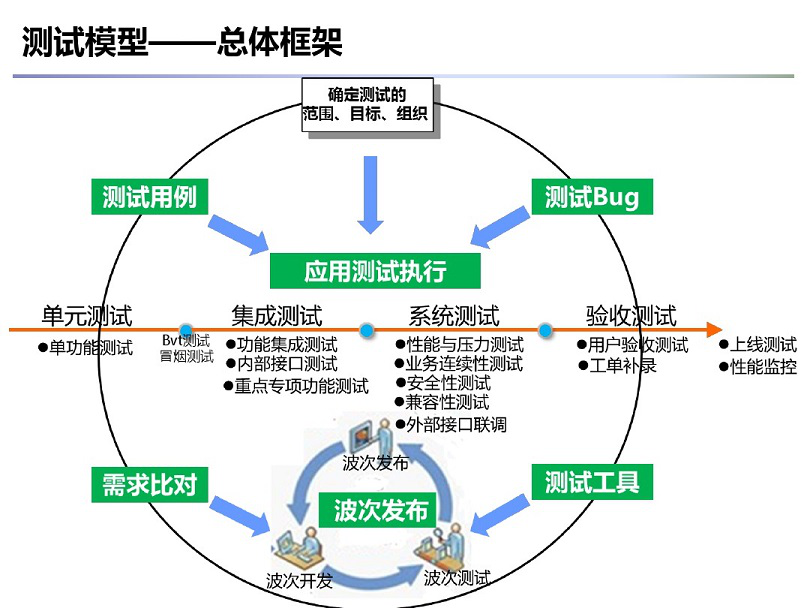 测试模型——总体框架
确定测试的
范围、目标、组织
测试用例
测试Bug
应用测试执行
单元测试
集成测试
系统测试
验收测试
●单功能测试
Bvt测试
冒烟测试
●功能集成测试
●内部接口测试
●重点专项功能测试
●性能与压力测试
●业务连续性测试
●安全性测试
●兼容性测试
●外部接口联调
●用户验收测试
●工单补录
●上线测试
●性能监控
波次发布
需求比对
测试工具
波次发布
波次开发
波次测试